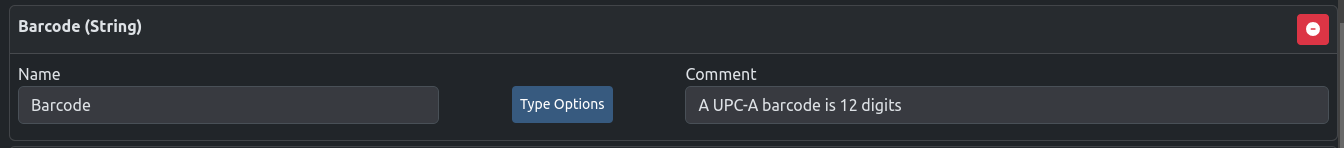 Barcode (String)
Name
Comment
Barcode
Type Options
A UPC-A barcode is 12 digits